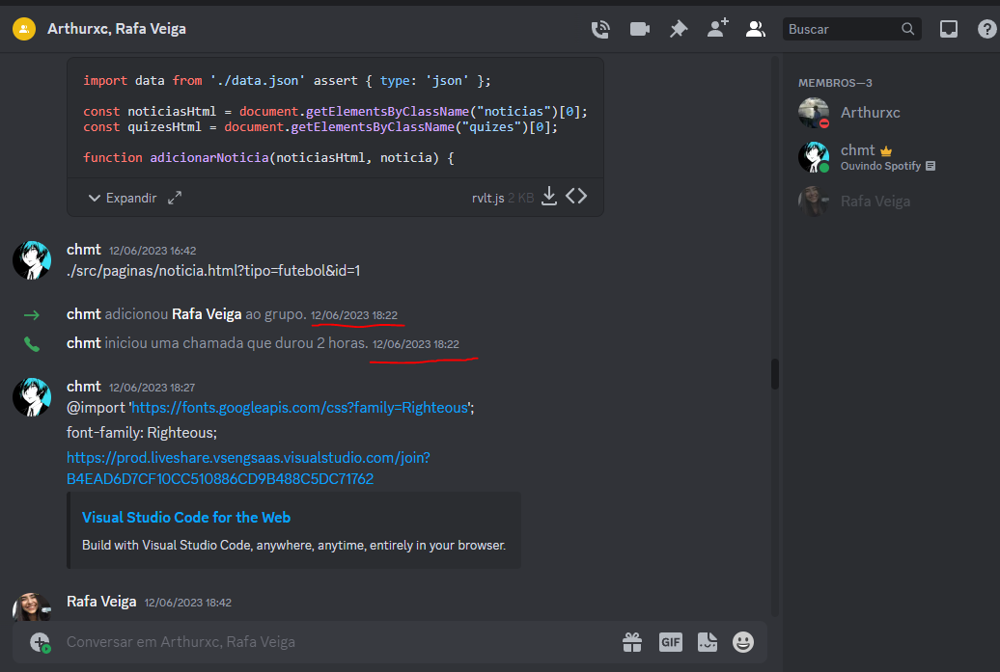 Arthurxc, Rafa Veiga
Buscar
import data from './data.json' assert { type: 'json' };
const noticiasHtml = document.getElementsByClassName("noticias")[0];
const quizesHtml = document.getElementsByClassName("quizes")[0];
function adicionarNoticia(noticiasHtml, noticia) {
Expandir rvlt.js 2 KB
chmt 12/06/2023 16:42
./src/paginas/noticia.html?tipo=futebol&id=1
chmt adicionou Rafa Veiga ao grupo. 12/06/2023 18:22
chmt iniciou uma chamada que durou 2 horas. 12/06/2023 18:22
chmt 12/06/2023 18:27
@import 'https://fonts.googleapis.com/css?family=Righteous';
font-family: Righteous;
https://prod.liveshare.vsengsaas.visualstudio.com/join?
B4EAD6D7CF10CC510886CD9B488C5DC71762
Visual Studio Code for the Web
Build with Visual Studio Code, anywhere, anytime, entirely in your browser.
Rafa Veiga 12/06/2023 18:42
Conversar em Arthurxc, Rafa Veiga
GIF
MEMBROS—3
Arthurxc
chmt
Ouvindo Spotify
Rafa Veiga